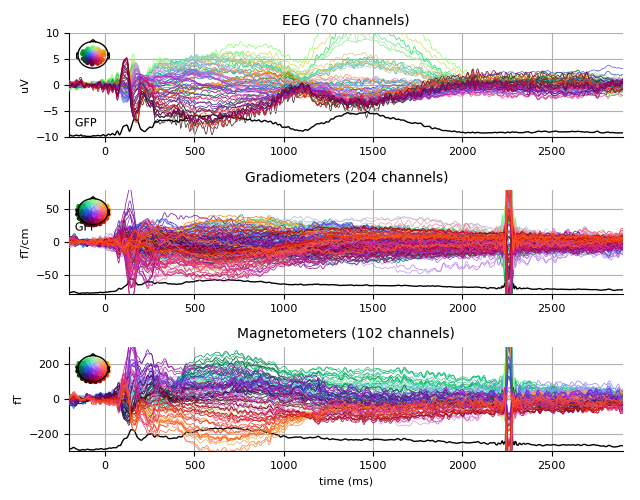 EEG (70 channels)
10
5
0
−5
−10
uV
GFP
0 500 1000 1500 2000 2500
Gradiometers (204 channels)
50
0
−50
fT/cm
GFP
0 500 1000 1500 2000 2500
Magnetometers (102 channels)
200
0
−200
fT
0 500 1000 1500 2000 2500
time (ms)